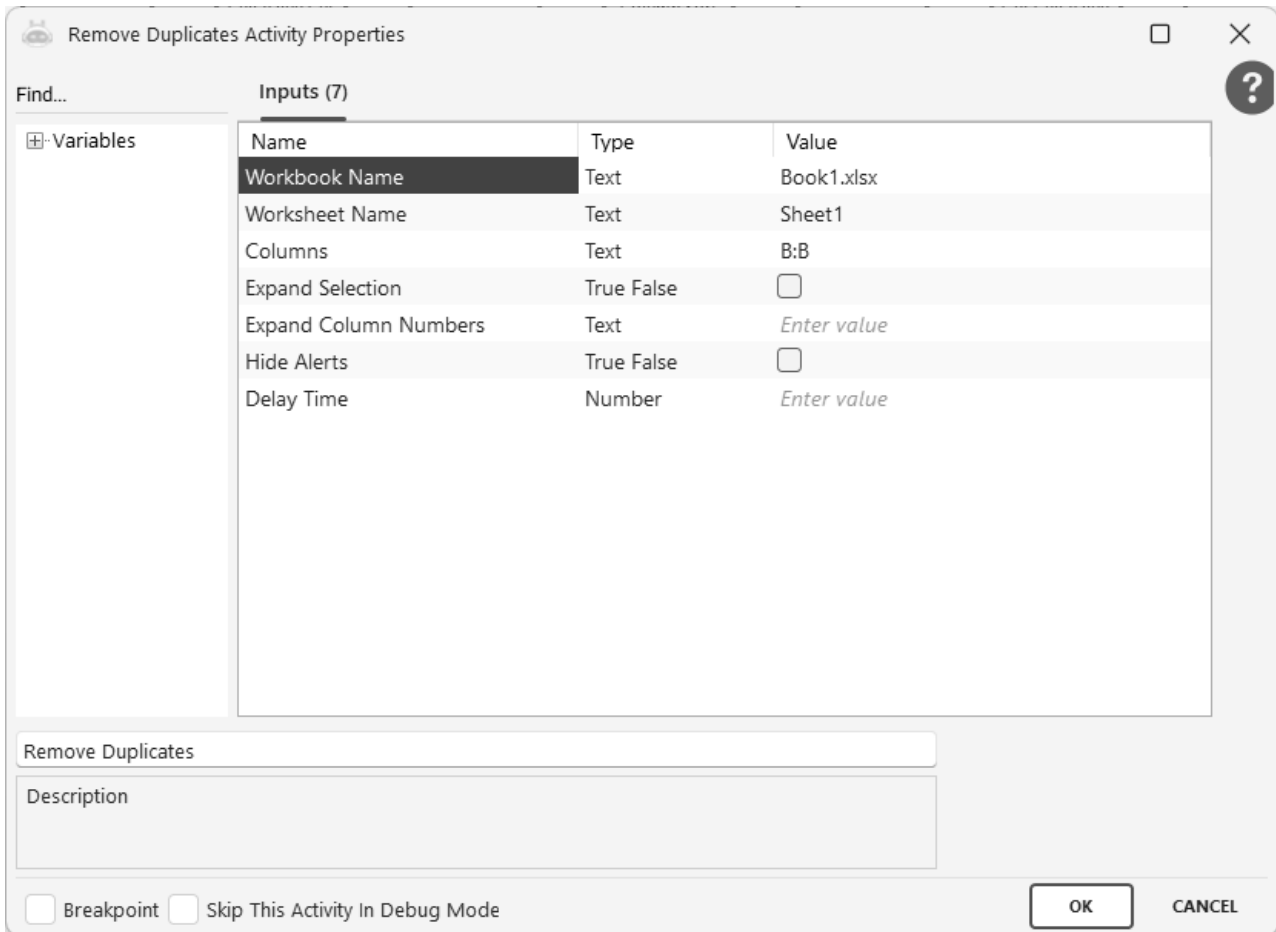 Remove Duplicates Activity Properties
Find...
Inputs (7)
?
Variables
Name Type Value
Workbook Name Text Book1.xlsx
Worksheet Name Text Sheet1
Columns Text B:B
Expand Selection True False
Expand Column Numbers Text Enter value
Hide Alerts True False
Delay Time Number Enter value
Remove Duplicates
Description
Breakpoint Skip This Activity In Debug Mode OK CANCEL